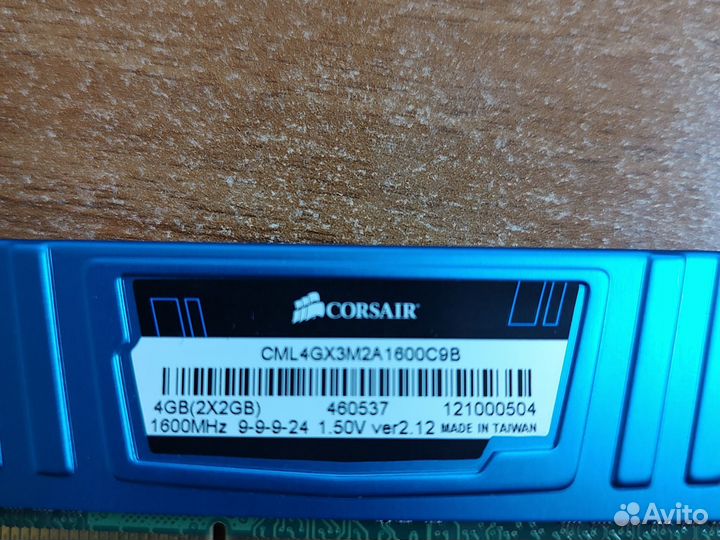 CORSAIR
CML4GX3M2A1600C9B
4GB(2X2GB) 460537 121000504
1600MHz 9-9-9-24 1.50V ver2.12 MADE IN TAIWAN
Avito